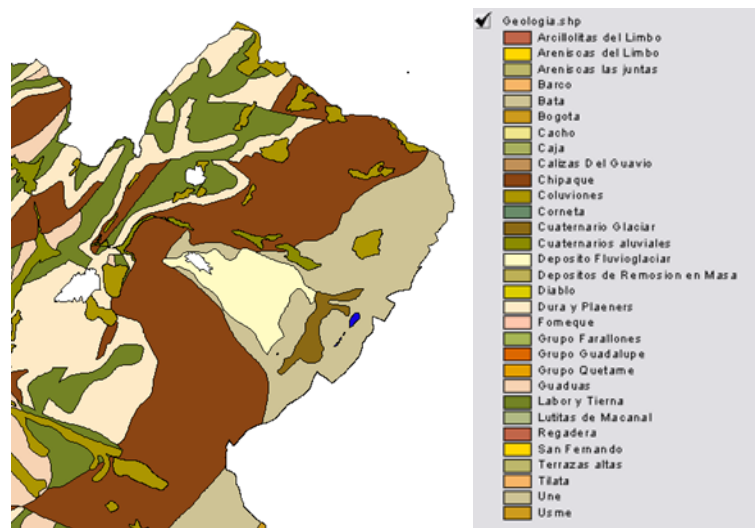 Geologia.shp
Arcillolitas del Limbo
Areniscas del Limbo
Areniscas las juntas
Barco
Bata
Bogota
Cacho
Caja
Calizas Del Guavio
Chipaque
Coluviones
Corneta
Cuaternario Glaciar
Cuaternarios aluviales
Deposito Fluvioglaciar
Depositos de Remosion en Masa
Diablo
Dura y Plaeners
Fomeque
Grupo Farallones
Grupo Guadalupe
Grupo Quetame
Guaduas
Labor y Tierna
Lutitas de Macanal
Regadera
San Fernando
Terrazas altas
Tilata
Une
Usme